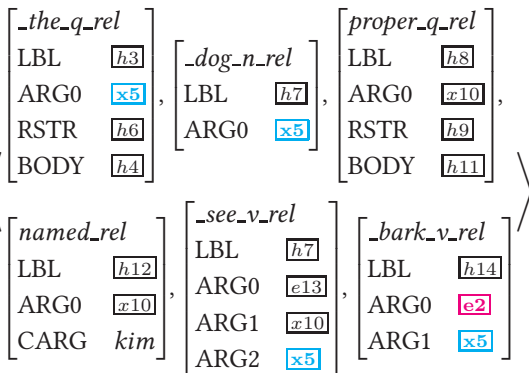 _the_q_rel
LBL h3
ARG0 x5
RSTR h6
BODY h4
,
_dog_n_rel
LBL h7
ARG0 x5
,
proper_q_rel
LBL h8
ARG0 x10
RSTR h9
BODY h11
,
named_rel
LBL h12
ARG0 x10
CARG kim
,
_see_v_rel
LBL h7
ARG0 e13
ARG1 x10
ARG2 x5
,
_bark_v_rel
LBL h14
ARG0 e2
ARG1 x5